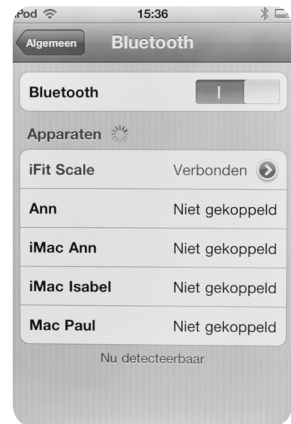 iPod 15:36
Algemeen Bluetooth
Bluetooth
Apparaten
iFit Scale Verbonden
Ann Niet gekoppeld
iMac Ann Niet gekoppeld
iMac Isabel Niet gekoppeld
Mac Paul Niet gekoppeld
Nu detecteerbaar